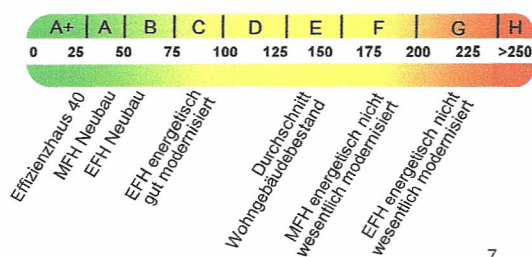 A+ A B C D E F G H
0 25 50 75 100 125 150 175 200 225 >250
Effizienzhaus 40
MFH Neubau
EFH Neubau
EFH energetisch
gut modernisiert
Durchschnitt
Wohngebäudebestand
MFH energetisch nicht
wesentlich modernisiert
EFH energetisch nicht
wesentlich modernisiert
7